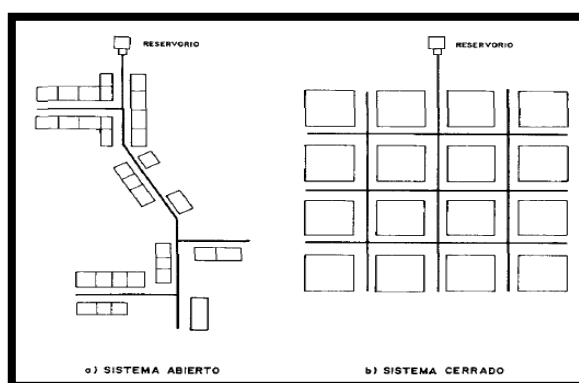 RESERVORIO
RESERVORIO
a) SISTEMA ABIERTO
b) SISTEMA CERRADO